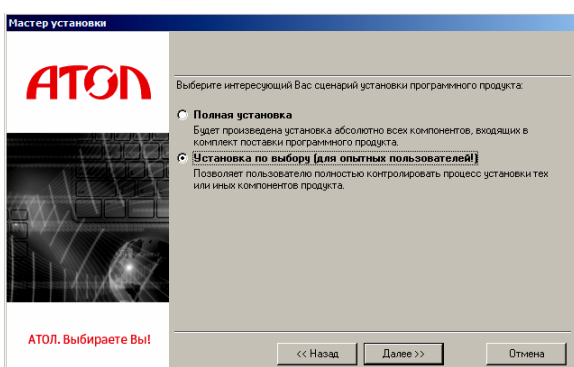 Мастер установки
АТОЛ
Выберите интересующий Вас сценарий установки программного продукта:
Полная установка
Будет произведена установка абсолютно всех компонентов, входящих в
комплект поставки программного продукта.
Установка по выбору (для опытных пользователей!)
Позволяет пользователю полностью контролировать процесс установки тех
или иных компонентов продукта.
АТОЛ. Выбираете Вы!
<< Назад
Далее >>
Отмена